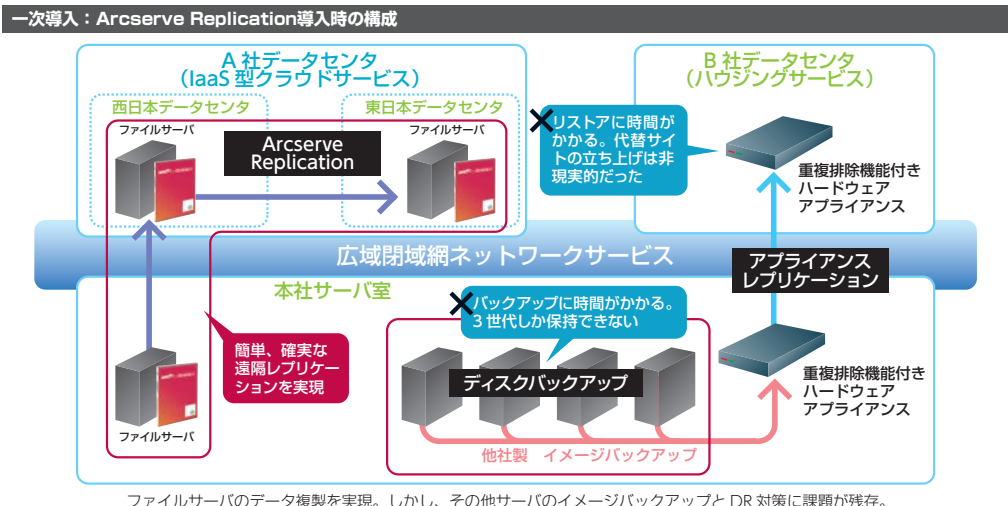 一次導入：Arcserve Replication導入時の構成
A 社データセンタ
（IaaS 型クラウドサービス）
西日本データセンタ
東日本データセンタ
ファイルサーバ
ファイルサーバ
Arcserve
Replication
B 社データセンタ
（ハウジングサービス）
リストアに時間が
かかる。代替サイ
トの立ち上げは非
現実的だった
重複排除機能付き
ハードウェア
アプライアンス
広域閉域網ネットワークサービス
アプライアンス
レプリケーション
本社サーバ室
バックアップに時間がかかる。
3 世代しか保持できない
簡単、確実な
遠隔レプリケー
ションを実現
ディスクバックアップ
重複排除機能付き
ハードウェア
アプライアンス
ファイルサーバ
他社製　イメージバックアップ
ファイルサーバのデータ複製を実現。しかし、その他サーバのイメージバックアップと DR 対策に課題が残存。